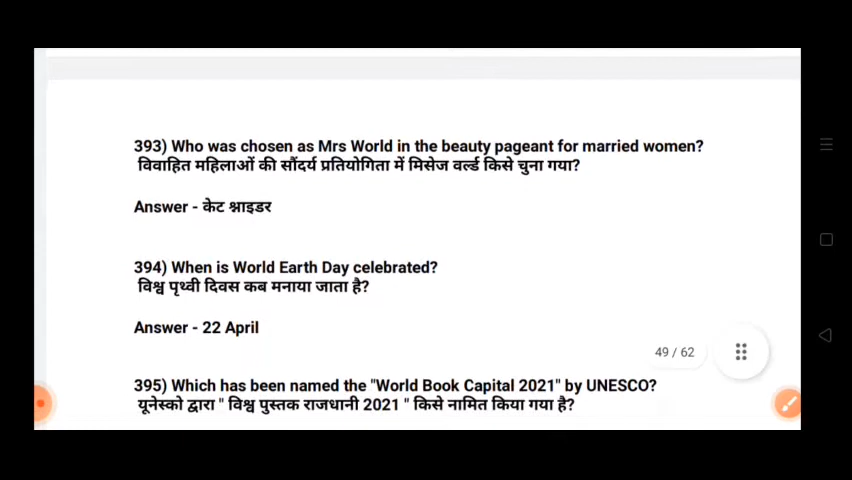 393) Who was chosen as Mrs World in the beauty pageant for married women?
विवाहित महिलाओं की सौंदर्य प्रतियोगिता में मिसेज वर्ल्ड किसे चुना गया?
Answer - केट श्नाइडर
394) When is World Earth Day celebrated?
विश्व पृथ्वी दिवस कब मनाया जाता है?
Answer - 22 April
49 / 62
395) Which has been named the "World Book Capital 2021" by UNESCO?
यूनेस्को द्वारा " विश्व पुस्तक राजधानी 2021 " किसे नामित किया गया है?